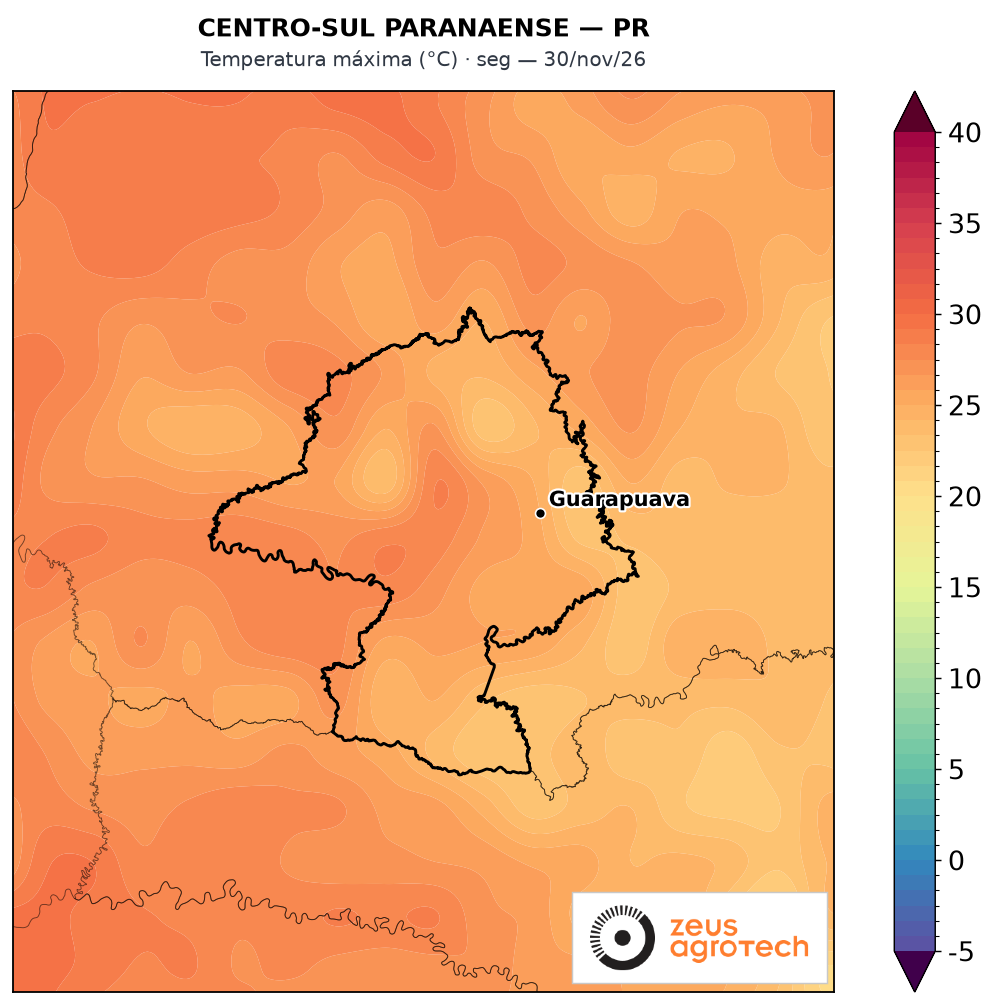 CENTRO-SUL PARANAENSE — PR
Temperatura máxima (°C) · seg — 30/nov/26
40
35
30
25
20
15
10
5
0
-5
Guarapuava
zeus
agrotech